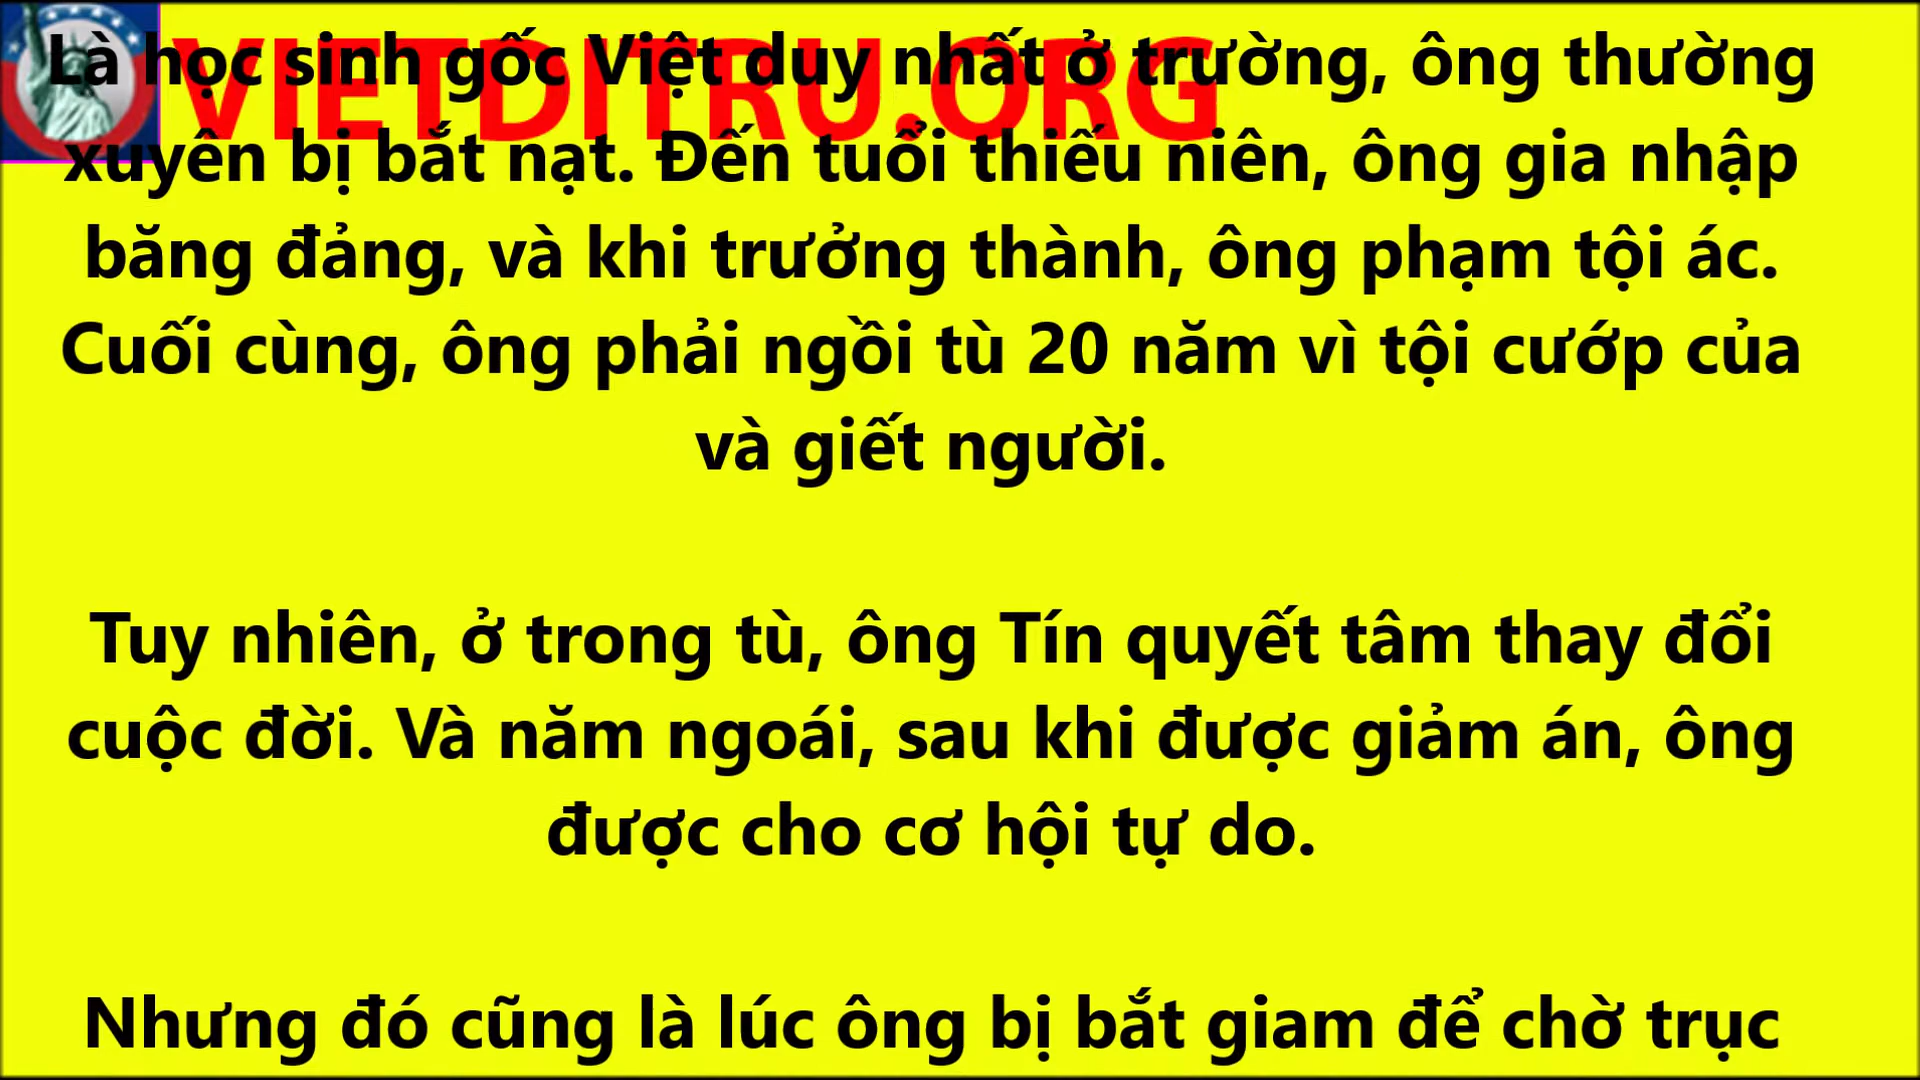 VIETDITRU.ORG
Là học sinh gốc Việt duy nhất ở trường, ông thường
xuyên bị bắt nạt. Đến tuổi thiếu niên, ông gia nhập
băng đảng, và khi trưởng thành, ông phạm tội ác.
Cuối cùng, ông phải ngồi tù 20 năm vì tội cướp của
và giết người.
Tuy nhiên, ở trong tù, ông Tín quyết tâm thay đổi
cuộc đời. Và năm ngoái, sau khi được giảm án, ông
được cho cơ hội tự do.
Nhưng đó cũng là lúc ông bị bắt giam để chờ trục